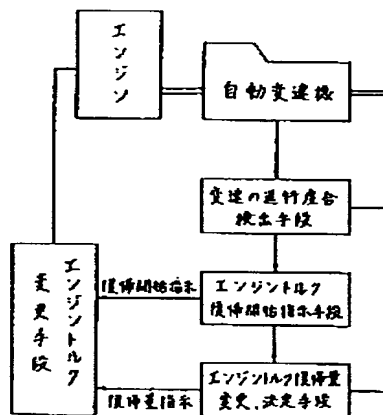 エンジン
自動変速機
変速の進行度合
検出手段
エンジントルク
変更手段
復帰開始指示
エンジントルク
復帰開始指示手段
復帰量指示
エンジントルク復帰量
変更、決定手段